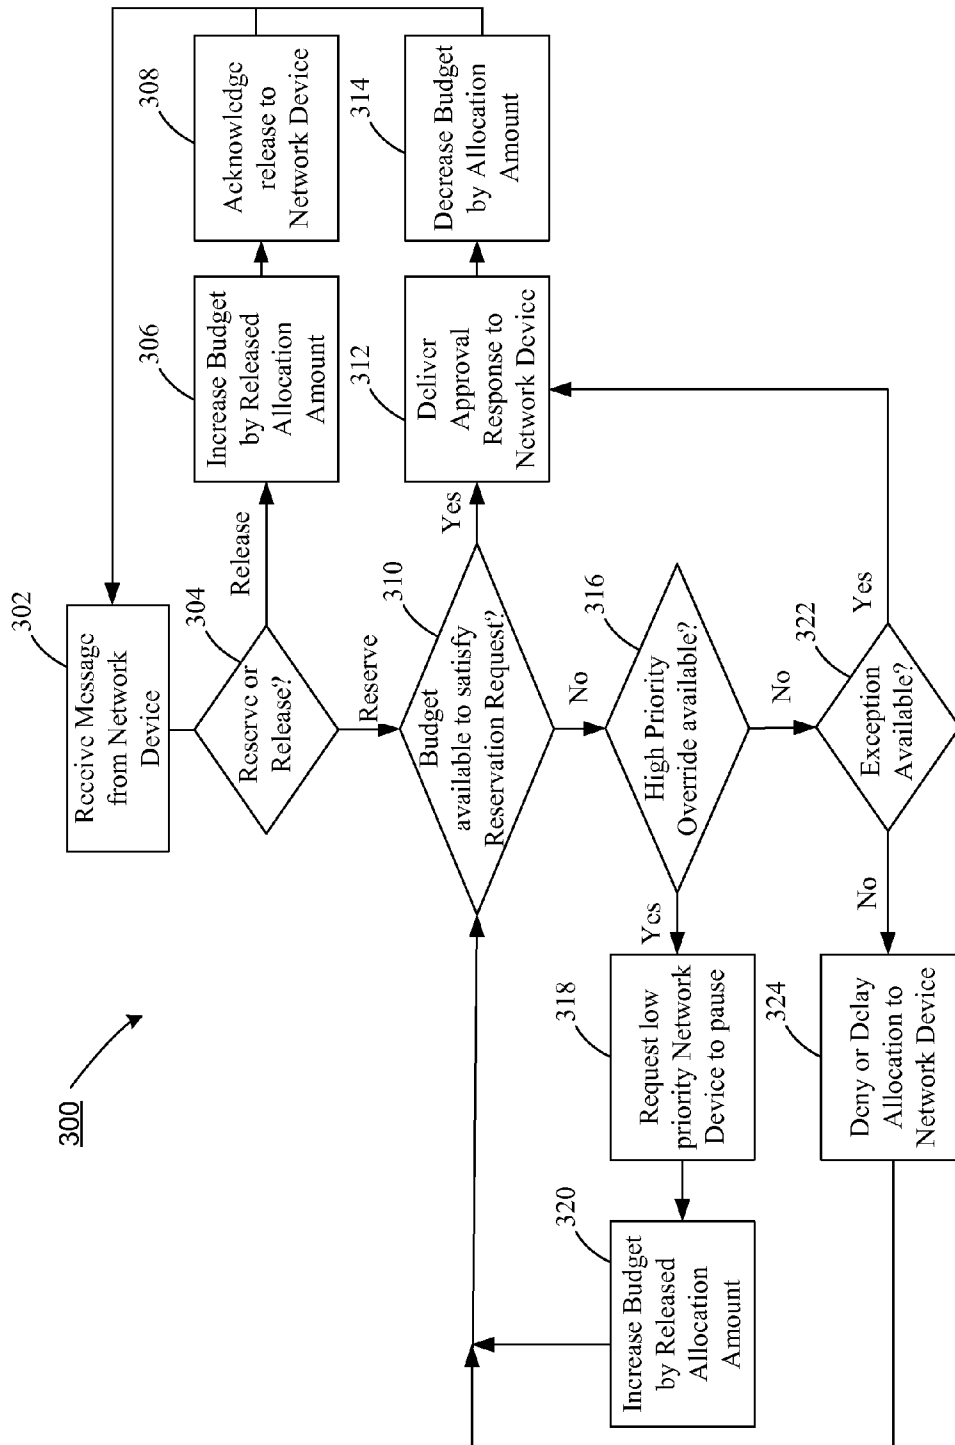 300
302
Receive Message
from Network
Device
304
Reserve or
Release?
Release
306
Increase Budget
by Released
Allocation
Amount
308
Acknowledge
release to
Network Device
Reserve
310
Budget
available to satisfy
Reservation Request?
Yes
312
Deliver
Approval
Response to
Network Device
314
Decrease Budget
by Allocation
Amount
No
316
High Priority
Override available?
Yes
318
Request low
priority Network
Device to pause
320
Increase Budget
by Released
Allocation
Amount
No
322
Exception
Available?
Yes
No
324
Deny or Delay
Allocation to
Network Device